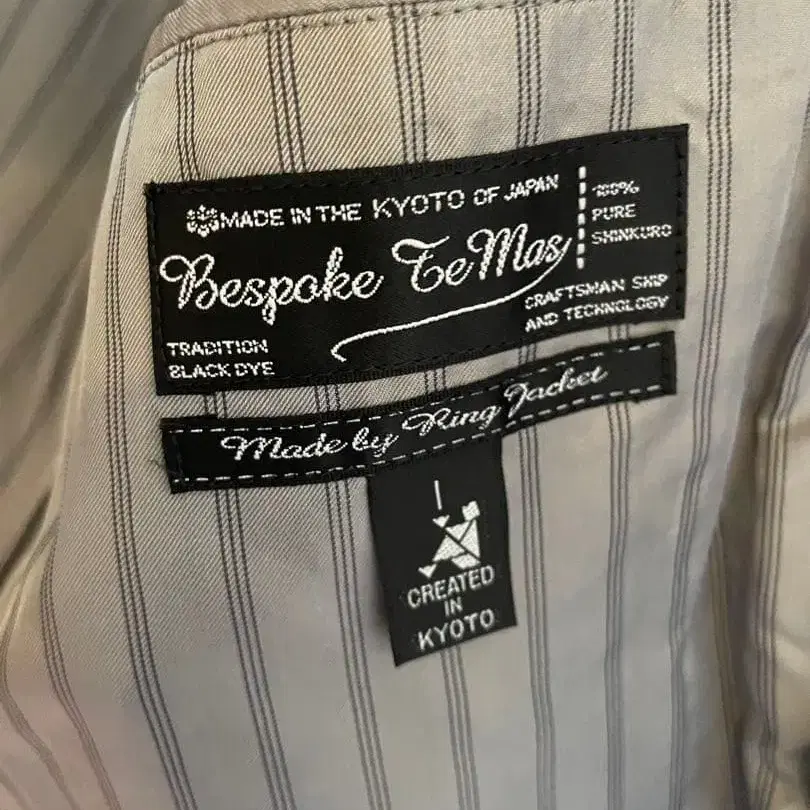 MADE IN THE KYOTO OF JAPAN
100%
PURE
SHINKURO
Bespoke TeMas
CRAFTSMAN SHIP
AND TECHNOLOGY
TRADITION
BLACK DYE
Made by Ring Jacket
CREATED
IN
KYOTO